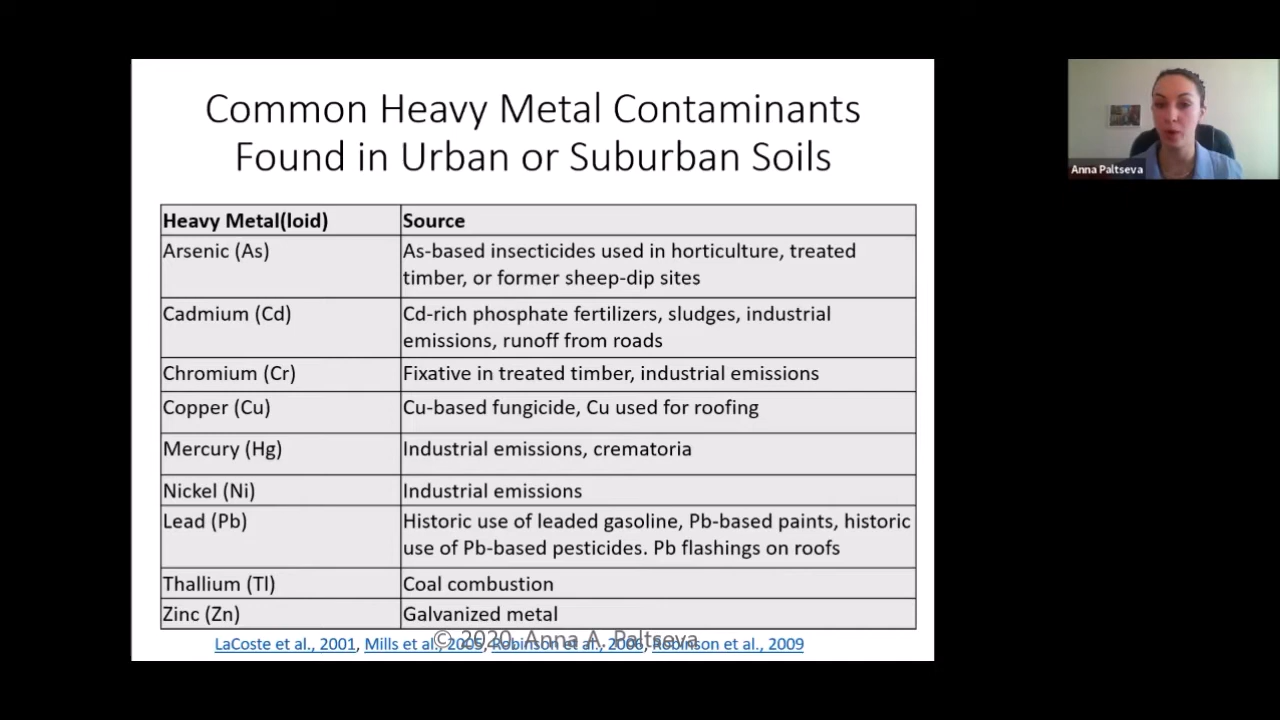 Common Heavy Metal Contaminants
Found in Urban or Suburban Soils
Heavy Metal(loid) Source
Arsenic (As) As-based insecticides used in horticulture, treated
timber, or former sheep-dip sites
Cadmium (Cd) Cd-rich phosphate fertilizers, sludges, industrial
emissions, runoff from roads
Chromium (Cr) Fixative in treated timber, industrial emissions
Copper (Cu) Cu-based fungicide, Cu used for roofing
Mercury (Hg) Industrial emissions, crematoria
Nickel (Ni) Industrial emissions
Lead (Pb) Historic use of leaded gasoline, Pb-based paints, historic
use of Pb-based pesticides. Pb flashings on roofs
Thallium (Tl) Coal combustion
Zinc (Zn) Galvanized metal
© 2020, Anna A. Paltseva
LaCoste et al., 2001, Mills et al., 2005, Robinson et al., 2006, Robinson et al., 2009
Anna Paltseva